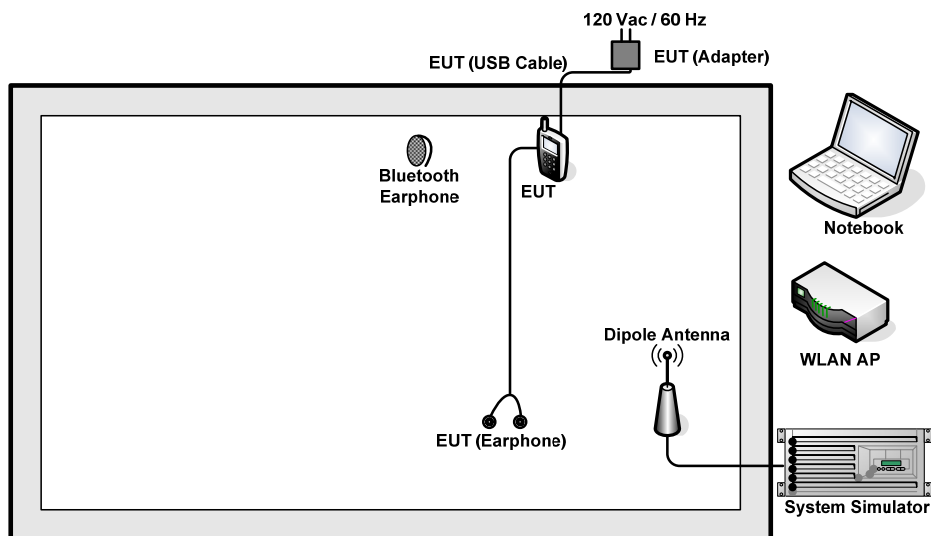 120 Vac / 60 Hz
EUT (USB Cable)
EUT (Adapter)
Bluetooth
Earphone
EUT
Notebook
Dipole Antenna
WLAN AP
EUT (Earphone)
System Simulator